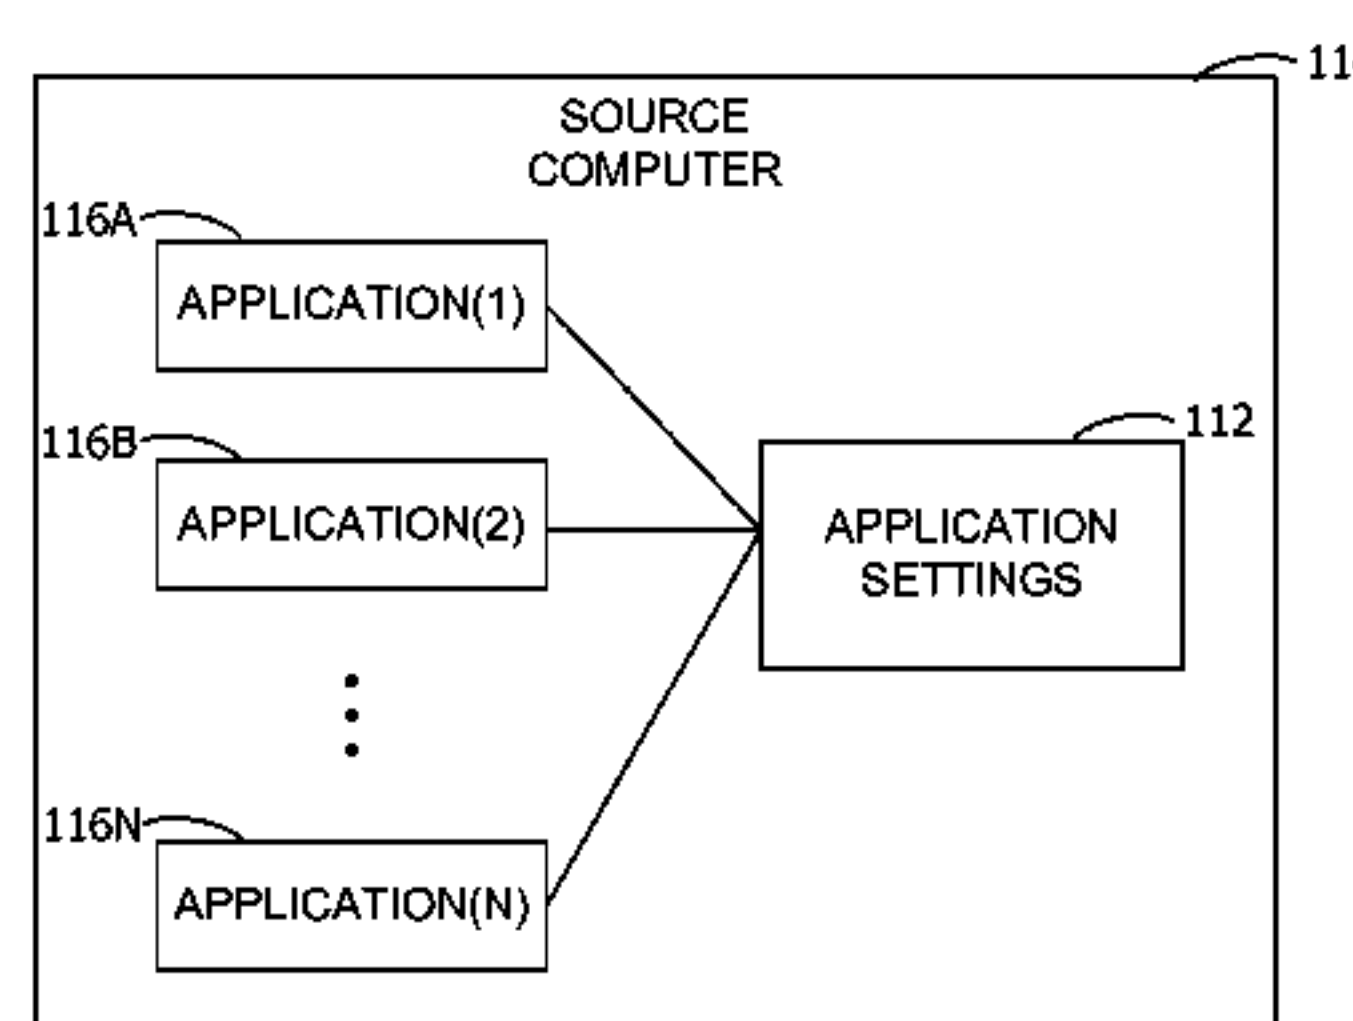 SOURCE
COMPUTER
116A
APPLICATION(1)
116B
APPLICATION(2)
112
APPLICATION
SETTINGS
116N
APPLICATION(N)